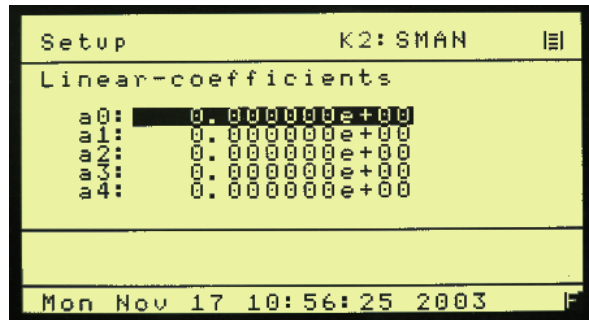 Setup K2:SMAN
Linear-coefficients
a0: 0.000000e+00
a1: 0.000000e+00
a2: 0.000000e+00
a3: 0.000000e+00
a4: 0.000000e+00
Mon Nov 17 10:56:25 2003